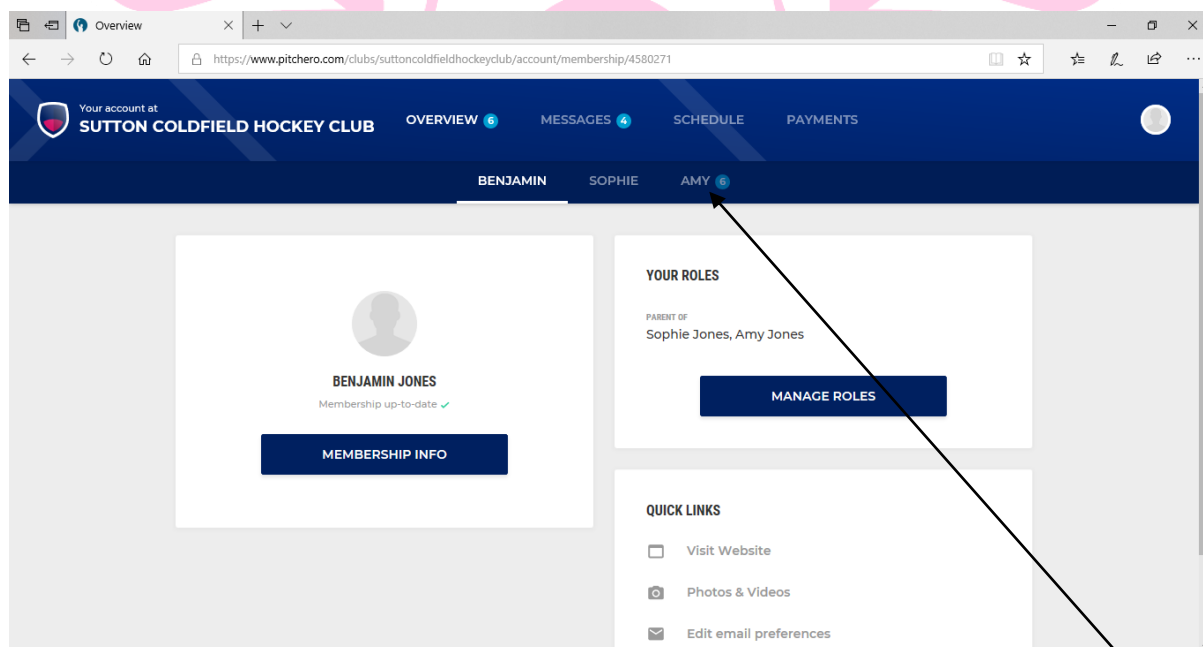 Overview
https://www.pitchero.com/clubs/suttoncoldfieldhockeyclub/account/membership/4580271
Your account at
SUTTON COLDFIELD HOCKEY CLUB
OVERVIEW 6 MESSAGES 4 SCHEDULE PAYMENTS
BENJAMIN SOPHIE AMY 6
BENJAMIN JONES
Membership up-to-date
MEMBERSHIP INFO
YOUR ROLES
PARENT OF
Sophie Jones, Amy Jones
MANAGE ROLES
QUICK LINKS
Visit Website
Photos & Videos
Edit email preferences